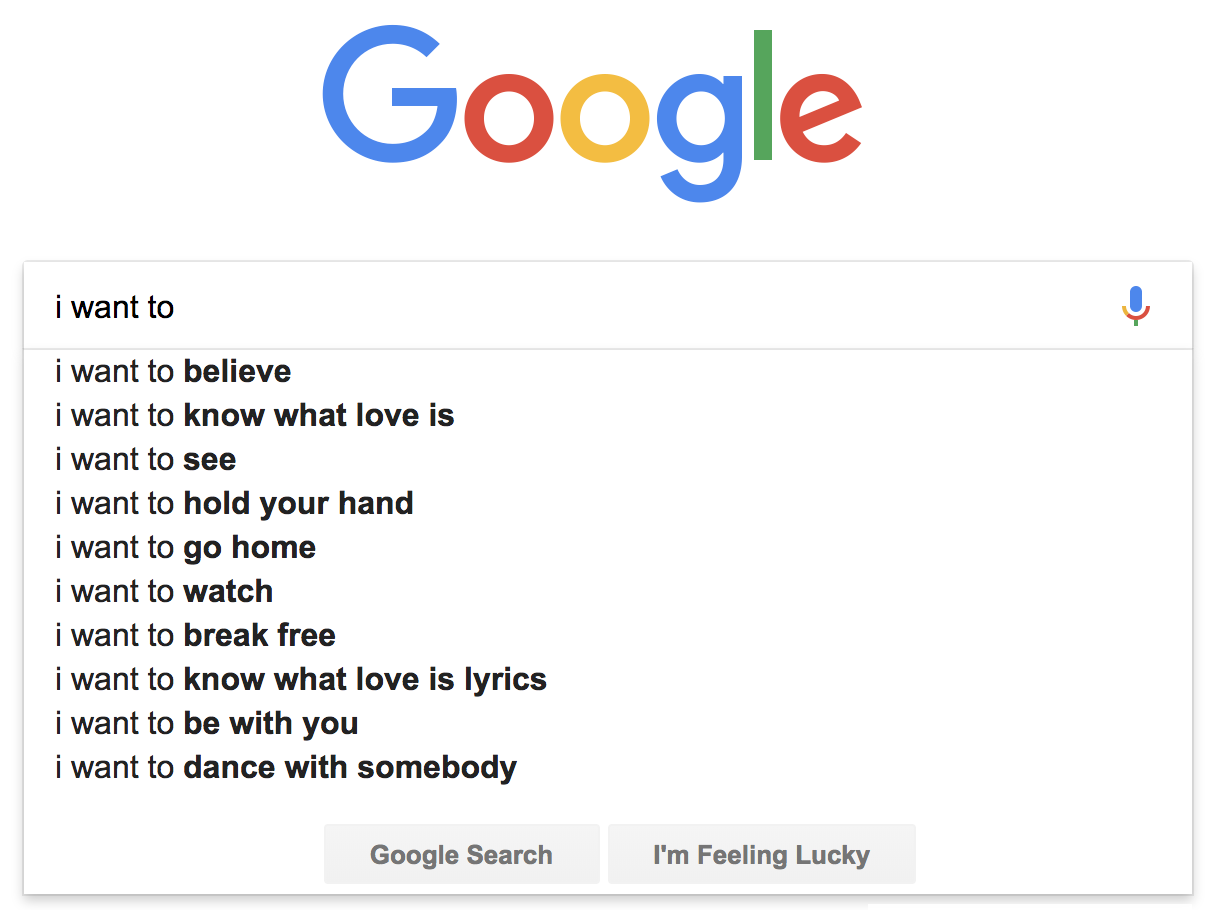 Google
i want to
i want to believe
i want to know what love is
i want to see
i want to hold your hand
i want to go home
i want to watch
i want to break free
i want to know what love is lyrics
i want to be with you
i want to dance with somebody
Google Search I'm Feeling Lucky